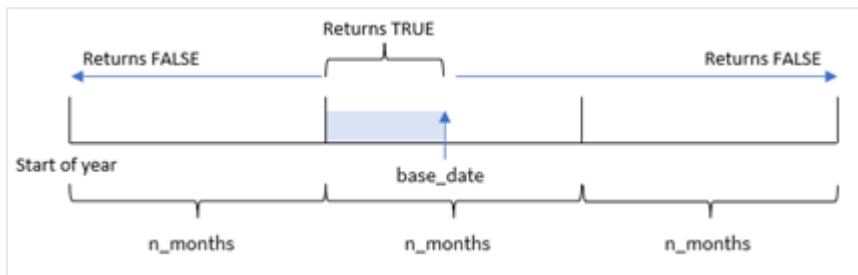 Returns TRUE
Returns FALSE
Returns FALSE
Start of year
base_date
n_months
n_months
n_months